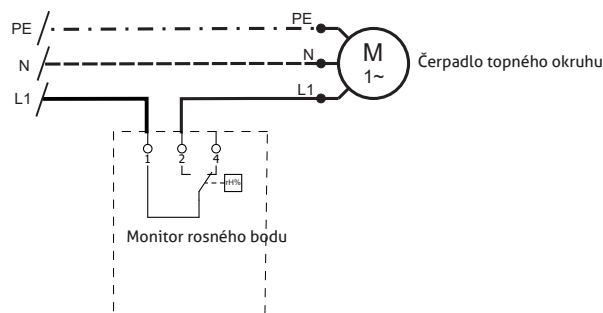 PE PE
N N M 1~ Čerpadlo topného okruhu
L1 L1
1 2 4
rH%
Monitor rosného bodu